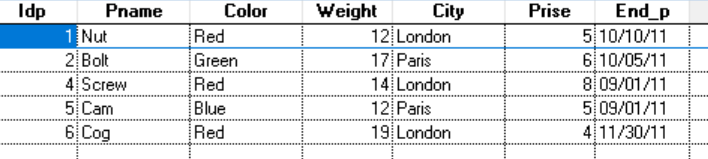 Idp Pname Color Weight City Prise End_p
1 Nut Red 12 London 5 10/10/11
2 Bolt Green 17 Paris 6 10/05/11
4 Screw Red 14 London 8 09/01/11
5 Cam Blue 12 Paris 5 09/01/11
6 Cog Red 19 London 4 11/30/11